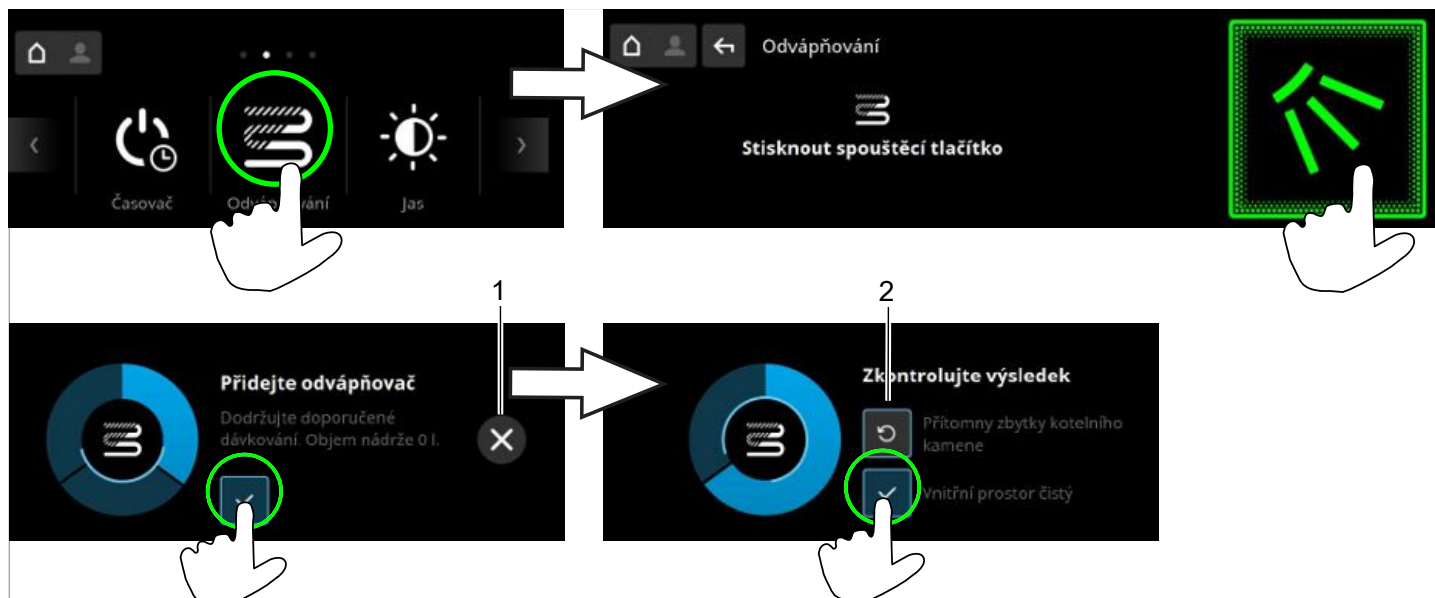 Odvápňování
Stisknout spouštěcí tlačítko
Časovač
Jas
1
2
Přidejte odvápňovač
Dodržujte doporučené
dávkování. Objem nádrže 0 l.
Zkontrolujte výsledek
Přítomny zbytky kotelního
kamene
Vnitřní prostor čistý